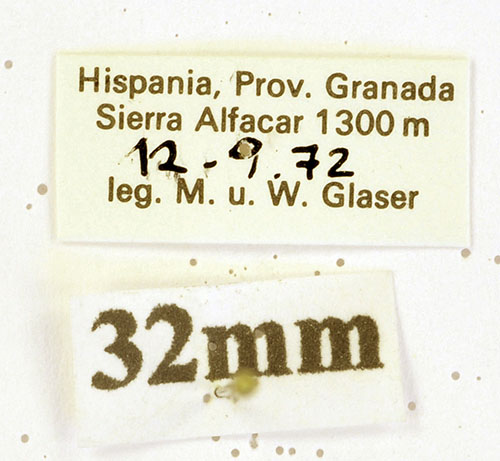 Hispania, Prov. Granada
Sierra Alfacar 1300 m
12-9.72
leg. M. u. W. Glaser
32mm